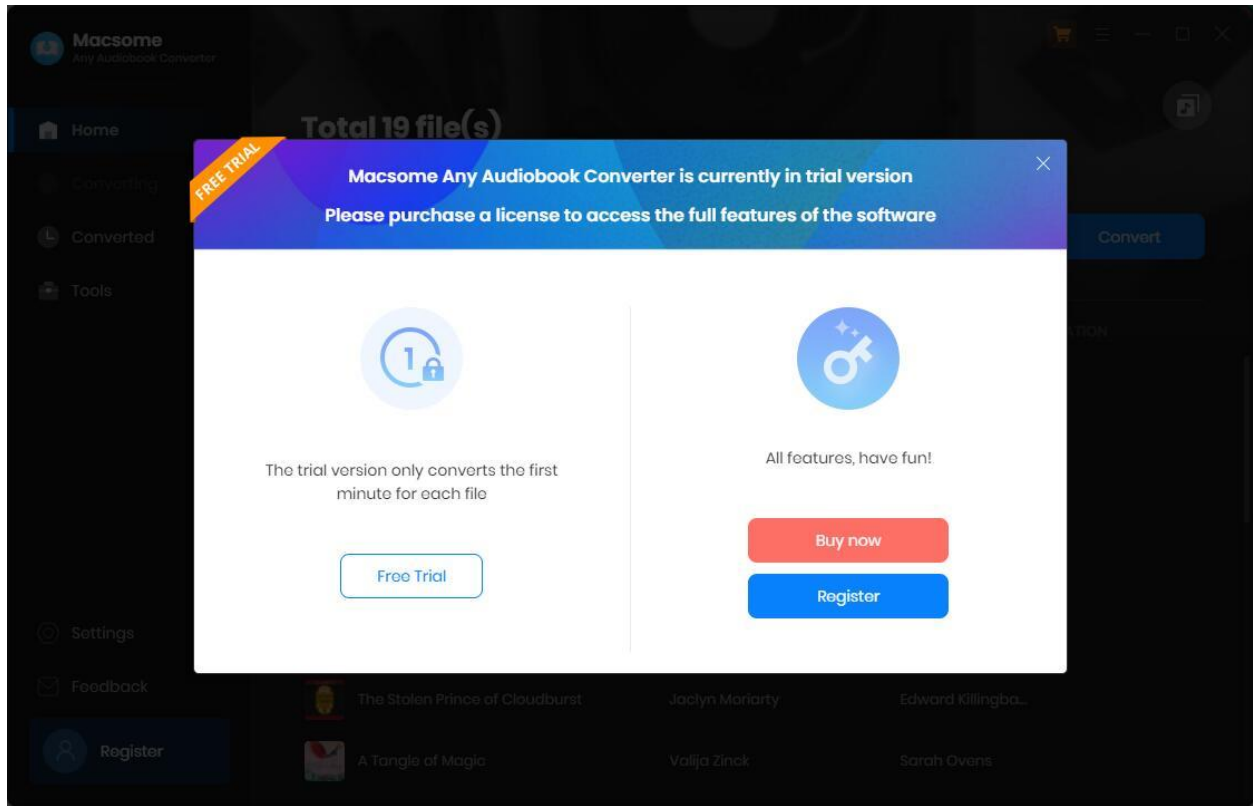 Macsome
Any Audiobook Converter
Home
Converting
Converted
Tools
Settings
Feedback
Register
Total 19 file(s)
Convert
FREE TRIAL
Macsome Any Audiobook Converter is currently in trial version
Please purchase a license to access the full features of the software
1
The trial version only converts the first
minute for each file
Free Trial
All features, have fun!
Buy now
Register
The Stolen Prince of Cloudburst Jaclyn Moriarty Edward Killingba...
A Tangle of Magic Valija Zinck Sarah Ovens